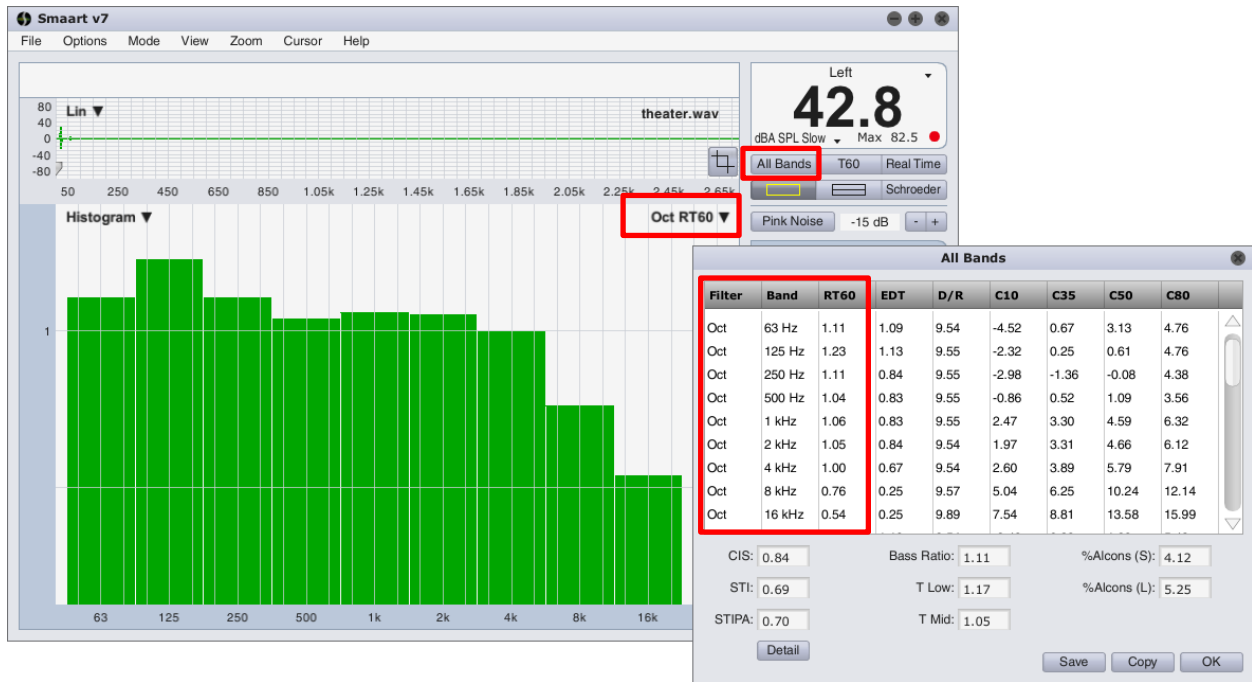 Smaart v7
File Options Mode View Zoom Cursor Help
Lin ▼
theater.wav
80
40
0
-40
-80
50 250 450 650 850 1.05k 1.25k 1.45k 1.65k 1.85k 2.05k 2.25k 2.45k 2.65k
Left
42.8
dBA SPL Slow Max 82.5
All Bands T60 Real Time
Schroeder
Pink Noise -15 dB - +
Histogram ▼
Oct RT60 ▼
1
63 125 250 500 1k 2k 4k 8k 16k
All Bands
Filter Band RT60 EDT D/R C10 C35 C50 C80
Oct 63 Hz 1.11 1.09 9.54 -4.52 0.67 3.13 4.76
Oct 125 Hz 1.23 1.13 9.55 -2.32 0.25 0.61 4.76
Oct 250 Hz 1.11 0.84 9.55 -2.98 -1.36 -0.08 4.38
Oct 500 Hz 1.04 0.83 9.55 -0.86 0.52 1.09 3.56
Oct 1 kHz 1.06 0.83 9.55 2.47 3.30 4.59 6.32
Oct 2 kHz 1.05 0.84 9.54 1.97 3.31 4.66 6.12
Oct 4 kHz 1.00 0.67 9.54 2.60 3.89 5.79 7.91
Oct 8 kHz 0.76 0.25 9.57 5.04 6.25 10.24 12.14
Oct 16 kHz 0.54 0.25 9.89 7.54 8.81 13.58 15.99
CIS: 0.84 Bass Ratio: 1.11 %Alcons (S): 4.12
STI: 0.69 T Low: 1.17 %Alcons (L): 5.25
STIPA: 0.70 T Mid: 1.05
Detail
Save Copy OK